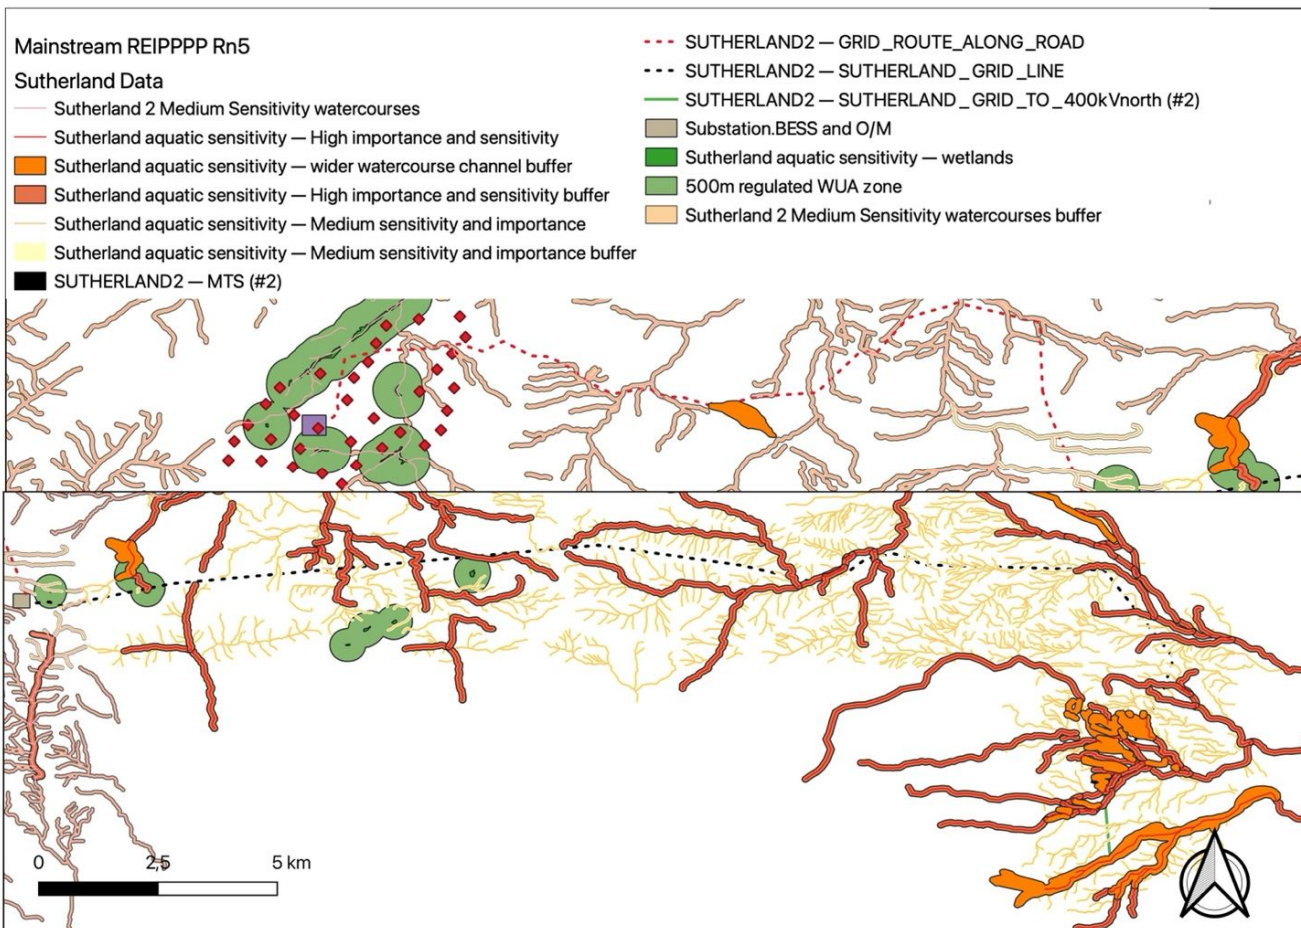 Mainstream REIPPPP Rn5
Sutherland Data
Sutherland 2 Medium Sensitivity watercourses
Sutherland aquatic sensitivity — High importance and sensitivity
Sutherland aquatic sensitivity — wider watercourse channel buffer
Sutherland aquatic sensitivity — High importance and sensitivity buffer
Sutherland aquatic sensitivity — Medium sensitivity and importance
Sutherland aquatic sensitivity — Medium sensitivity and importance buffer
SUTHERLAND2 — MTS (#2)
SUTHERLAND2 — GRID_ROUTE_ALONG_ROAD
SUTHERLAND2 — SUTHERLAND_GRID_LINE
SUTHERLAND2 — SUTHERLAND_GRID_TO_400kVnorth (#2)
Substation.BESS and O/M
Sutherland aquatic sensitivity — wetlands
500m regulated WUA zone
Sutherland 2 Medium Sensitivity watercourses buffer
0 2,5 5 km